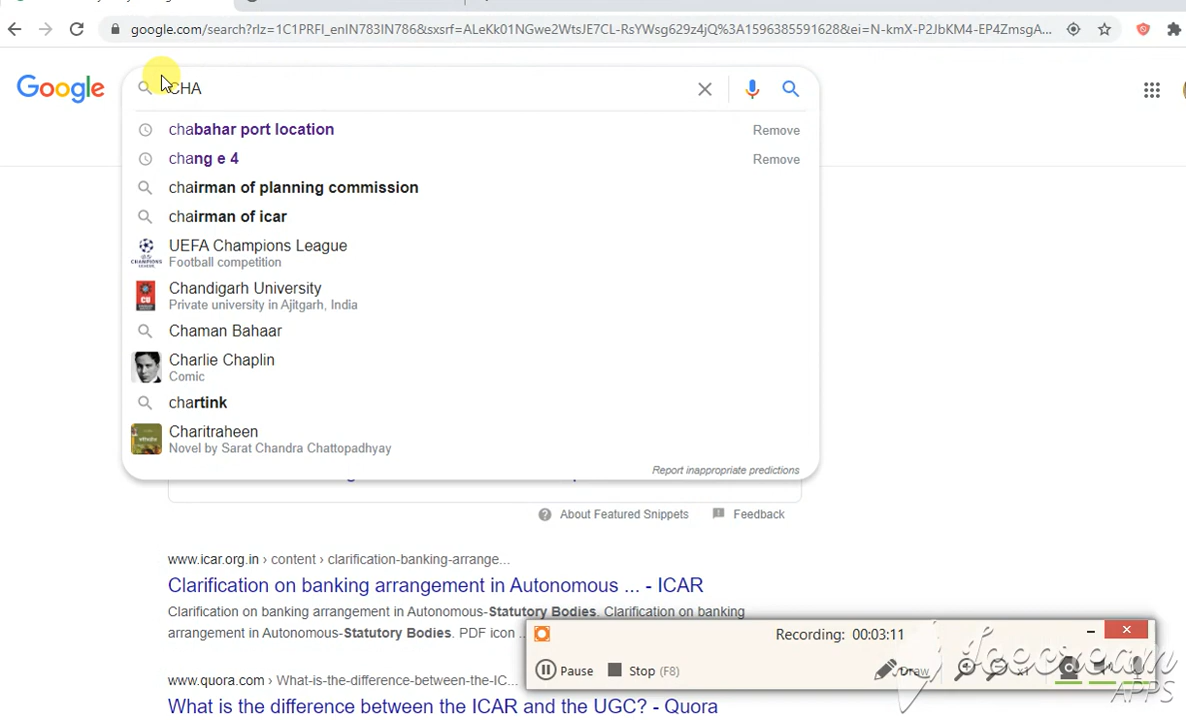 google.com/search?rlz=1C1PRFI_enIN783IN786&sxsrf=ALeKk01NGwe2WtsJE7CL-RsYWsg629z4jQ%3A1596385591628&ei=N-kmX-P2JbKM4-EP4ZmsgA...
Google
CHA
chabahar port location Remove
chang e 4 Remove
chairman of planning commission
chairman of icar
UEFA Champions League
Football competition
Chandigarh University
Private university in Ajitgarh, India
Chaman Bahaar
Charlie Chaplin
Comic
chartink
Charitraheen
Novel by Sarat Chandra Chattopadhyay
Report inappropriate predictions
About Featured Snippets Feedback
www.icar.org.in › content › clarification-banking-arrange...
Clarification on banking arrangement in Autonomous ... - ICAR
Clarification on banking arrangement in Autonomous-Statutory Bodies. Clarification on banking
arrangement in Autonomous-Statutory Bodies. PDF icon ...
Recording: 00:03:11
Pause Stop (F8) Draw x1
Icecream
APPS
www.quora.com › What-is-the-difference-between-the-IC...
What is the difference between the ICAR and the UGC? - Quora